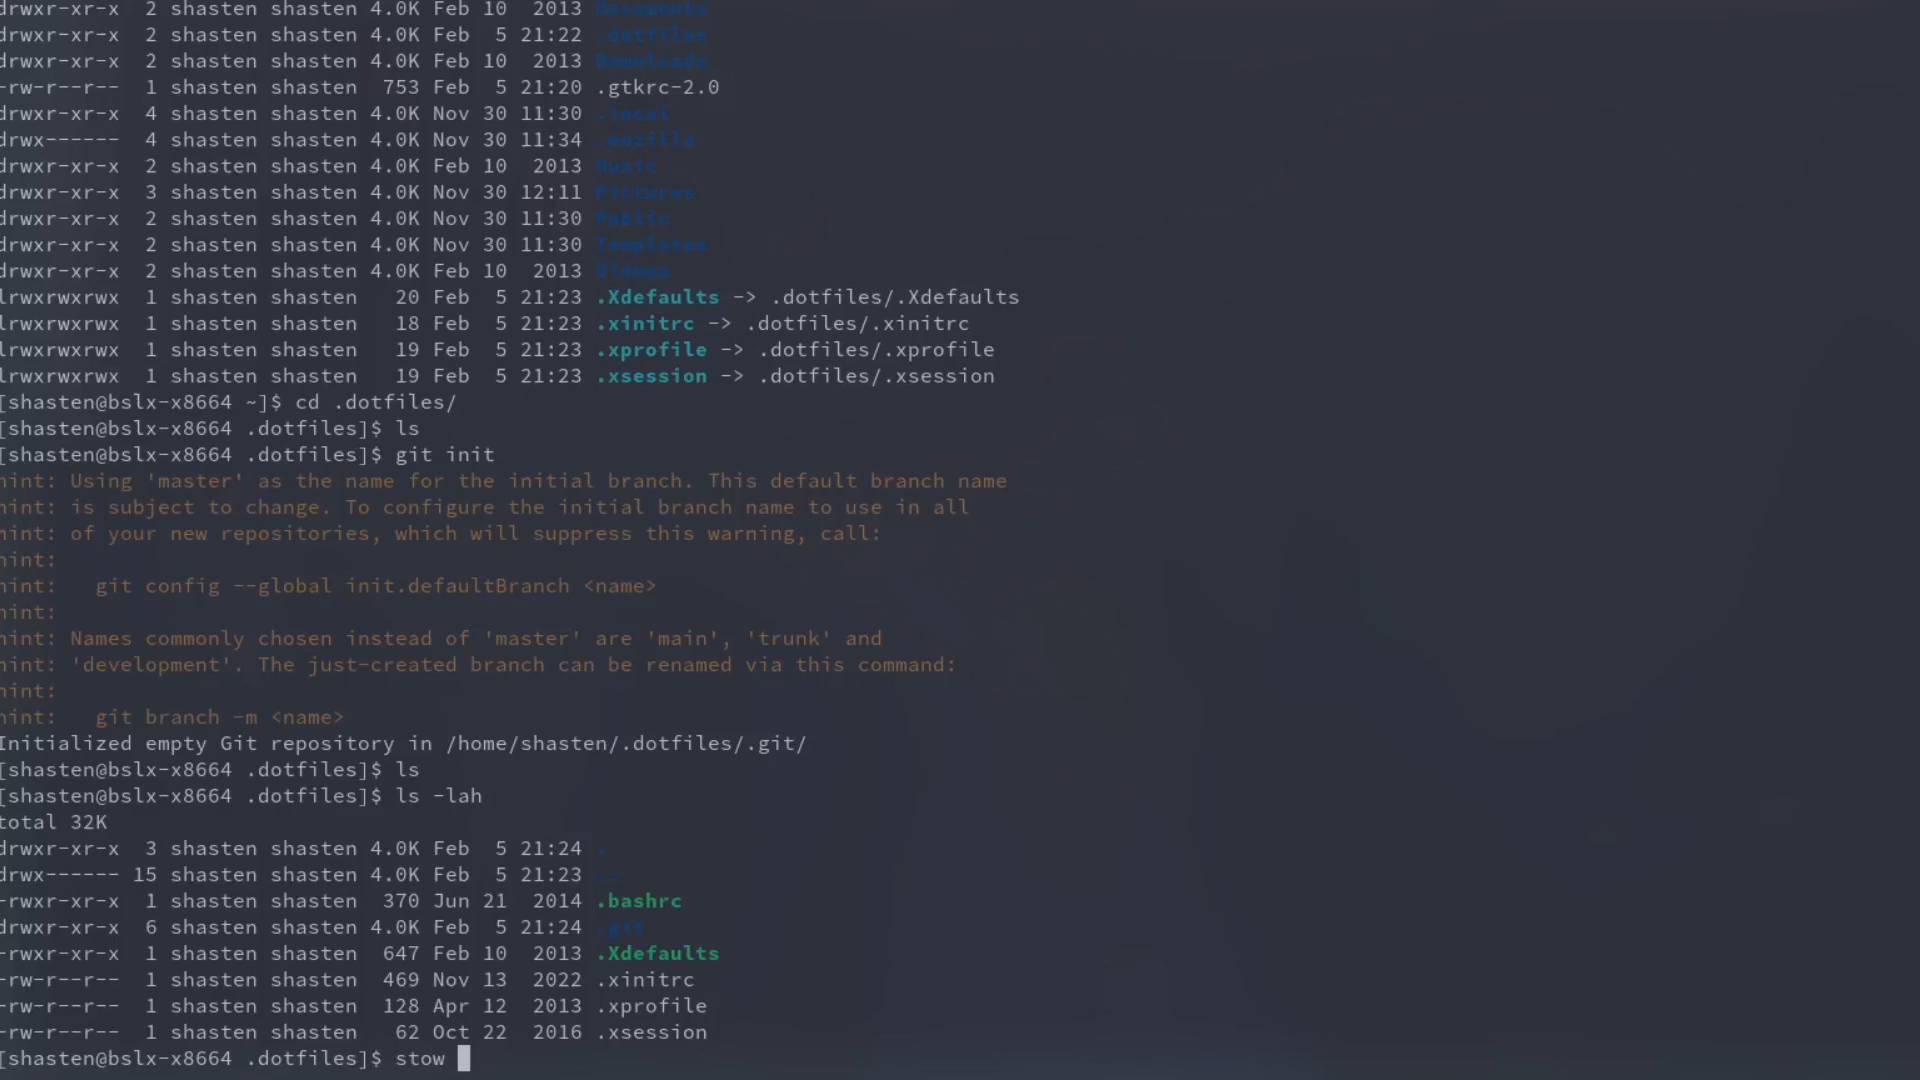 drwxr-xr-x  2 shasten shasten 4.0K Feb 10  2013 Documents
drwxr-xr-x  2 shasten shasten 4.0K Feb  5 21:22 .dotfiles
drwxr-xr-x  2 shasten shasten 4.0K Feb 10  2013 Downloads
-rw-r--r--  1 shasten shasten  753 Feb  5 21:20 .gtkrc-2.0
drwxr-xr-x  4 shasten shasten 4.0K Nov 30 11:30 .local
drwx------  4 shasten shasten 4.0K Nov 30 11:34 .mozilla
drwxr-xr-x  2 shasten shasten 4.0K Feb 10  2013 Music
drwxr-xr-x  3 shasten shasten 4.0K Nov 30 12:11 Pictures
drwxr-xr-x  2 shasten shasten 4.0K Nov 30 11:30 Public
drwxr-xr-x  2 shasten shasten 4.0K Nov 30 11:30 Templates
drwxr-xr-x  2 shasten shasten 4.0K Feb 10  2013 Videos
lrwxrwxrwx  1 shasten shasten   20 Feb  5 21:23 .Xdefaults -> .dotfiles/.Xdefaults
lrwxrwxrwx  1 shasten shasten   18 Feb  5 21:23 .xinitrc -> .dotfiles/.xinitrc
lrwxrwxrwx  1 shasten shasten   19 Feb  5 21:23 .xprofile -> .dotfiles/.xprofile
lrwxrwxrwx  1 shasten shasten   19 Feb  5 21:23 .xsession -> .dotfiles/.xsession
[shasten@bslx-x8664 ~]$ cd .dotfiles/
[shasten@bslx-x8664 .dotfiles]$ ls
[shasten@bslx-x8664 .dotfiles]$ git init
hint: Using 'master' as the name for the initial branch. This default branch name
hint: is subject to change. To configure the initial branch name to use in all
hint: of your new repositories, which will suppress this warning, call:
hint:
hint:   git config --global init.defaultBranch <name>
hint:
hint: Names commonly chosen instead of 'master' are 'main', 'trunk' and
hint: 'development'. The just-created branch can be renamed via this command:
hint:
hint:   git branch -m <name>
Initialized empty Git repository in /home/shasten/.dotfiles/.git/
[shasten@bslx-x8664 .dotfiles]$ ls
[shasten@bslx-x8664 .dotfiles]$ ls -lah
total 32K
drwxr-xr-x  3 shasten shasten 4.0K Feb  5 21:24 .
drwx------ 15 shasten shasten 4.0K Feb  5 21:23 ..
-rwxr-xr-x  1 shasten shasten  370 Jun 21  2014 .bashrc
drwxr-xr-x  6 shasten shasten 4.0K Feb  5 21:24 .git
-rwxr-xr-x  1 shasten shasten  647 Feb 10  2013 .Xdefaults
-rw-r--r--  1 shasten shasten  469 Nov 13  2022 .xinitrc
-rw-r--r--  1 shasten shasten  128 Apr 12  2013 .xprofile
-rw-r--r--  1 shasten shasten   62 Oct 22  2016 .xsession
[shasten@bslx-x8664 .dotfiles]$ stow